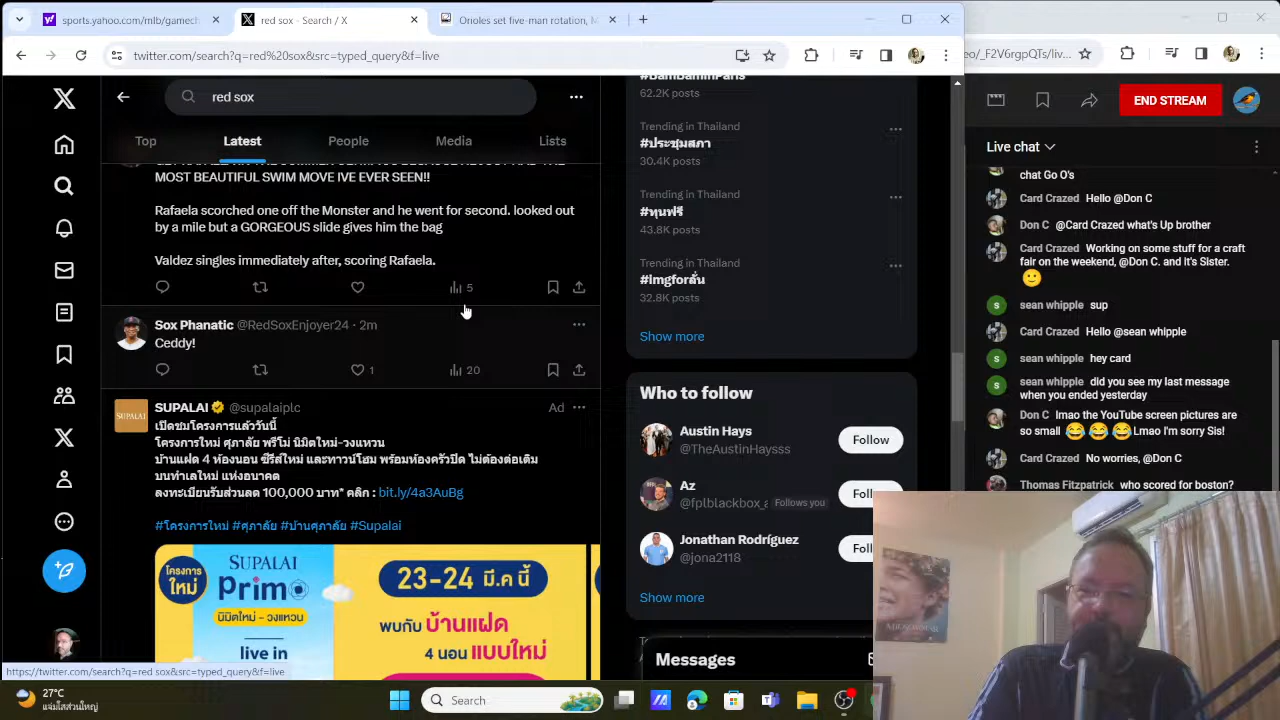 sports.yahoo.com/mlb/gamech
red sox - Search / X
Orioles set five-man rotation, M
twitter.com/search?q=red%20sox&src=typed_query&f=live
eo/_F2V6rgpQTs/liv...
red sox
Top
Latest
People
Media
Lists
MOST BEAUTIFUL SWIM MOVE IVE EVER SEEN!!
Rafaela scorched one off the Monster and he went for second. looked out
by a mile but a GORGEOUS slide gives him the bag
Valdez singles immediately after, scoring Rafaela.
5
Sox Phanatic @RedSoxEnjoyer24 · 2m
Ceddy!
1
20
SUPALAI @supalaiplc
Ad
เปิดชมโครงการแล้ววันนี้
โครงการใหม่ ศุภาลัย พรีโม่ นิมิตใหม่-วงแหวน
บ้านแฝด 4 ห้องนอน ซีรีส์ใหม่ และทาวน์โฮม พร้อมห้องครัวปิด ไม่ต้องต่อเติม
บนทำเลใหม่ แห่งอนาคต
ลงทะเบียนรับส่วนลด 100,000 บาท* คลิก : bit.ly/4a3AuBg
#โครงการใหม่ #ศุภาลัย #บ้านศุภาลัย #Supalai
โครงการ
ใหม่
SUPALAI
Primo
นิมิตใหม่ – วงแหวน
live in
23-24 มี.ค นี้
พบกับ บ้านแฝด
4 นอน แบบใหม่
#BamBamInParis
62.2K posts
Trending in Thailand
#ประชุมสภา
30.4K posts
Trending in Thailand
#ทุนฟรี
43.8K posts
Trending in Thailand
#lmgforลั่น
32.8K posts
Show more
Who to follow
Austin Hays
@TheAustinHaysss
Follow
Az
@fplblackbox_a
Follows you
Foll
Jonathan Rodríguez
@jona2118
Foll
Show more
Messages
END STREAM
Live chat
chat Go O's
Card Crazed Hello @Don C
Don C @Card Crazed what's Up brother
Card Crazed Working on some stuff for a
craft fair on the weekend, @Don C. and it's Sister.
sean whipple sup
Card Crazed Hello @sean whipple
sean whipple hey card
sean whipple did you see my last message
when you ended yesterday
Don C lmao the YouTube screen pictures are
so small 😂😂😂Lmao I'm sorry Sis!
Card Crazed No worries, @Don C
Thomas Fitzpatrick who scored for boston?
https://twitter.com/search?q=red sox&src=typed_query&f=live
27°C
แจ่มใสส่วนใหญ่
Search